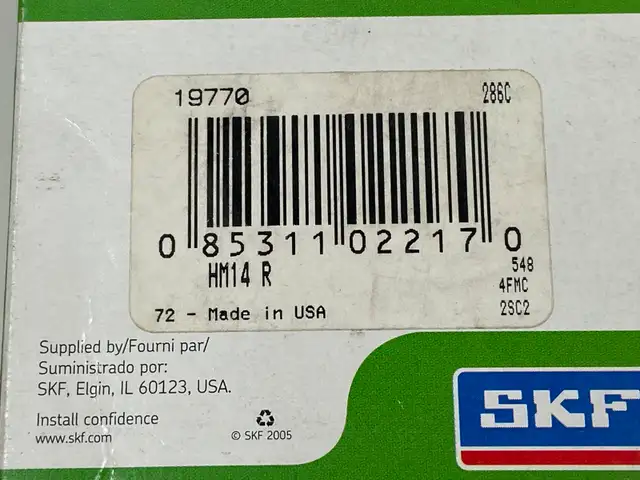 19770
286C
0 85311 02217 0
HM14 R
548
4FMC
72 - Made in USA
2SC2
Supplied by/Fourni par/
Suministrado por:
SKF, Elgin, IL 60123, USA.
Install confidence
www.skf.com
© SKF 2005
SKF